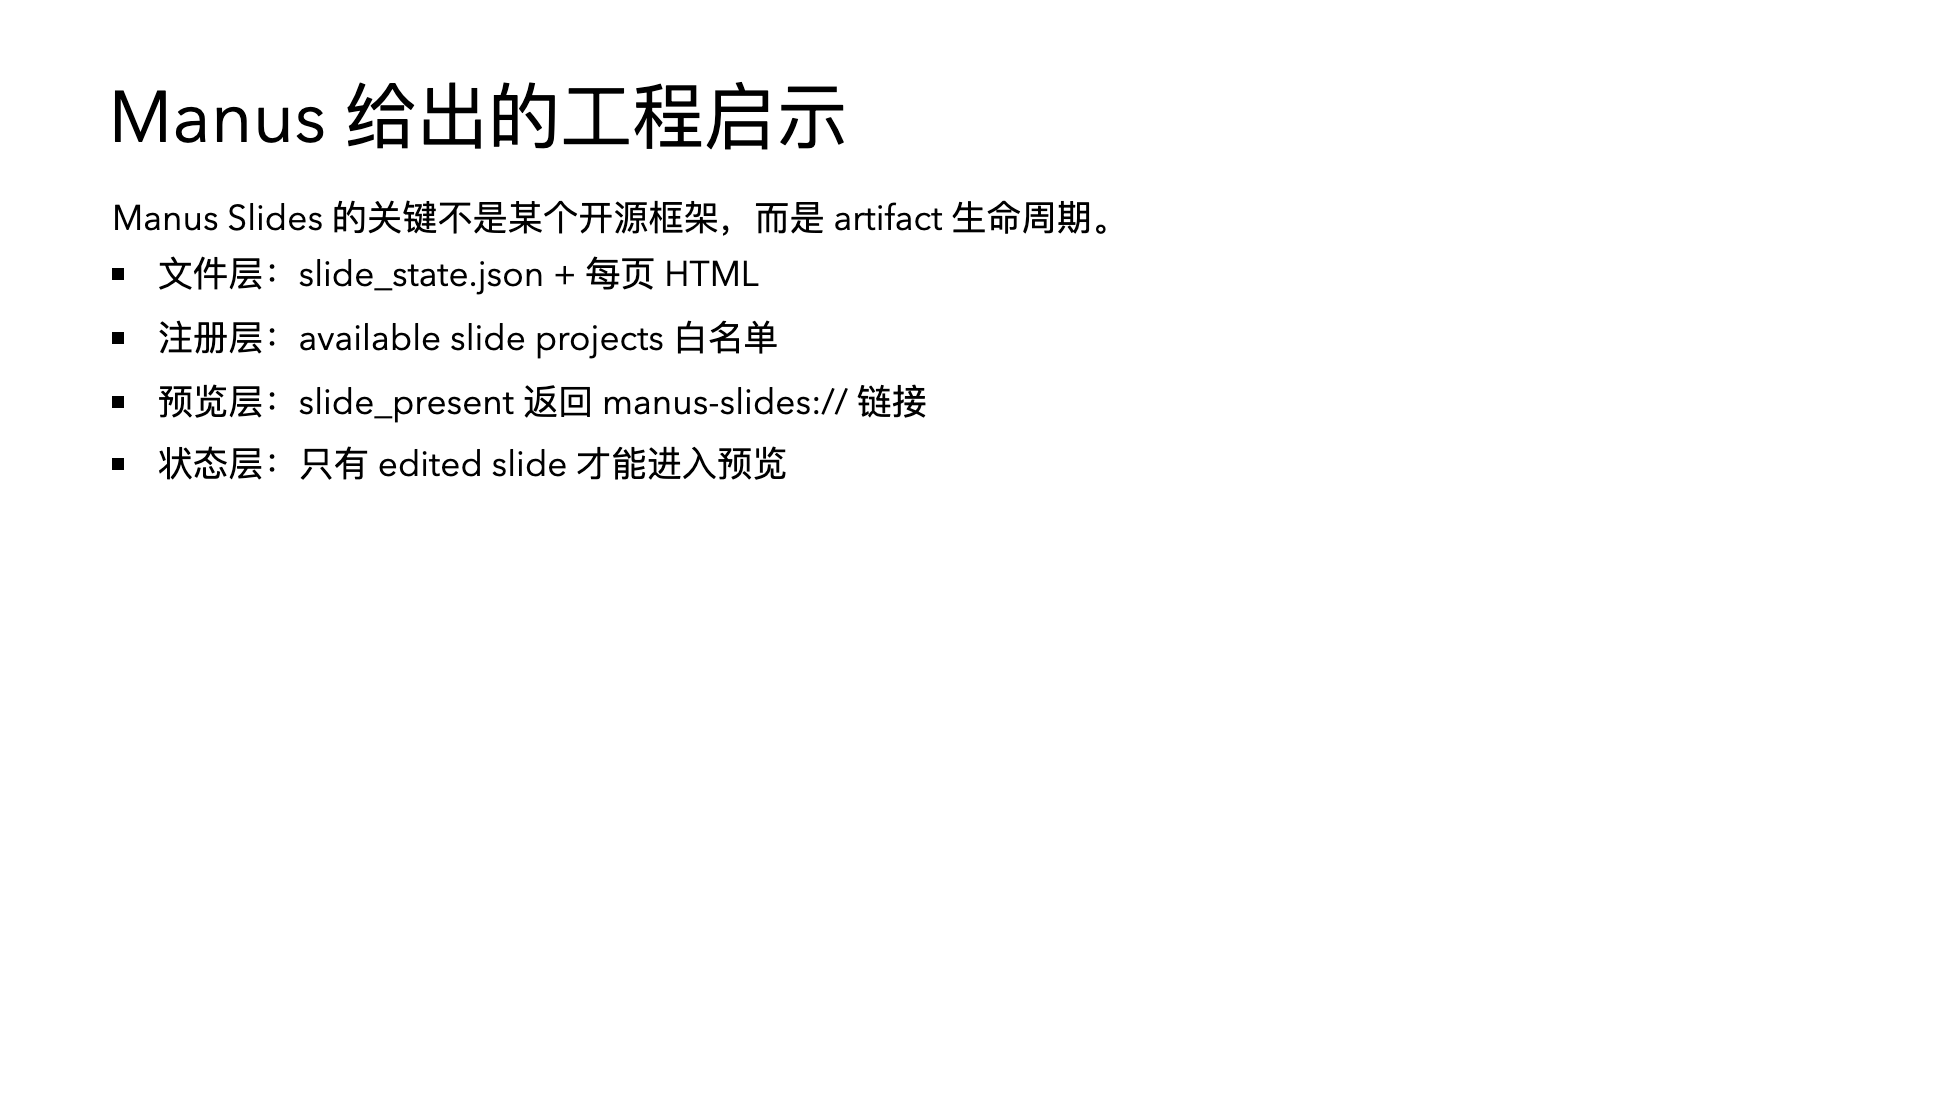 Manus 给出的工程启示
Manus Slides 的关键不是某个开源框架，而是 artifact 生命周期。
▪ 文件层：slide_state.json + 每页 HTML
▪ 注册层：available slide projects 白名单
▪ 预览层：slide_present 返回 manus-slides:// 链接
▪ 状态层：只有 edited slide 才能进入预览